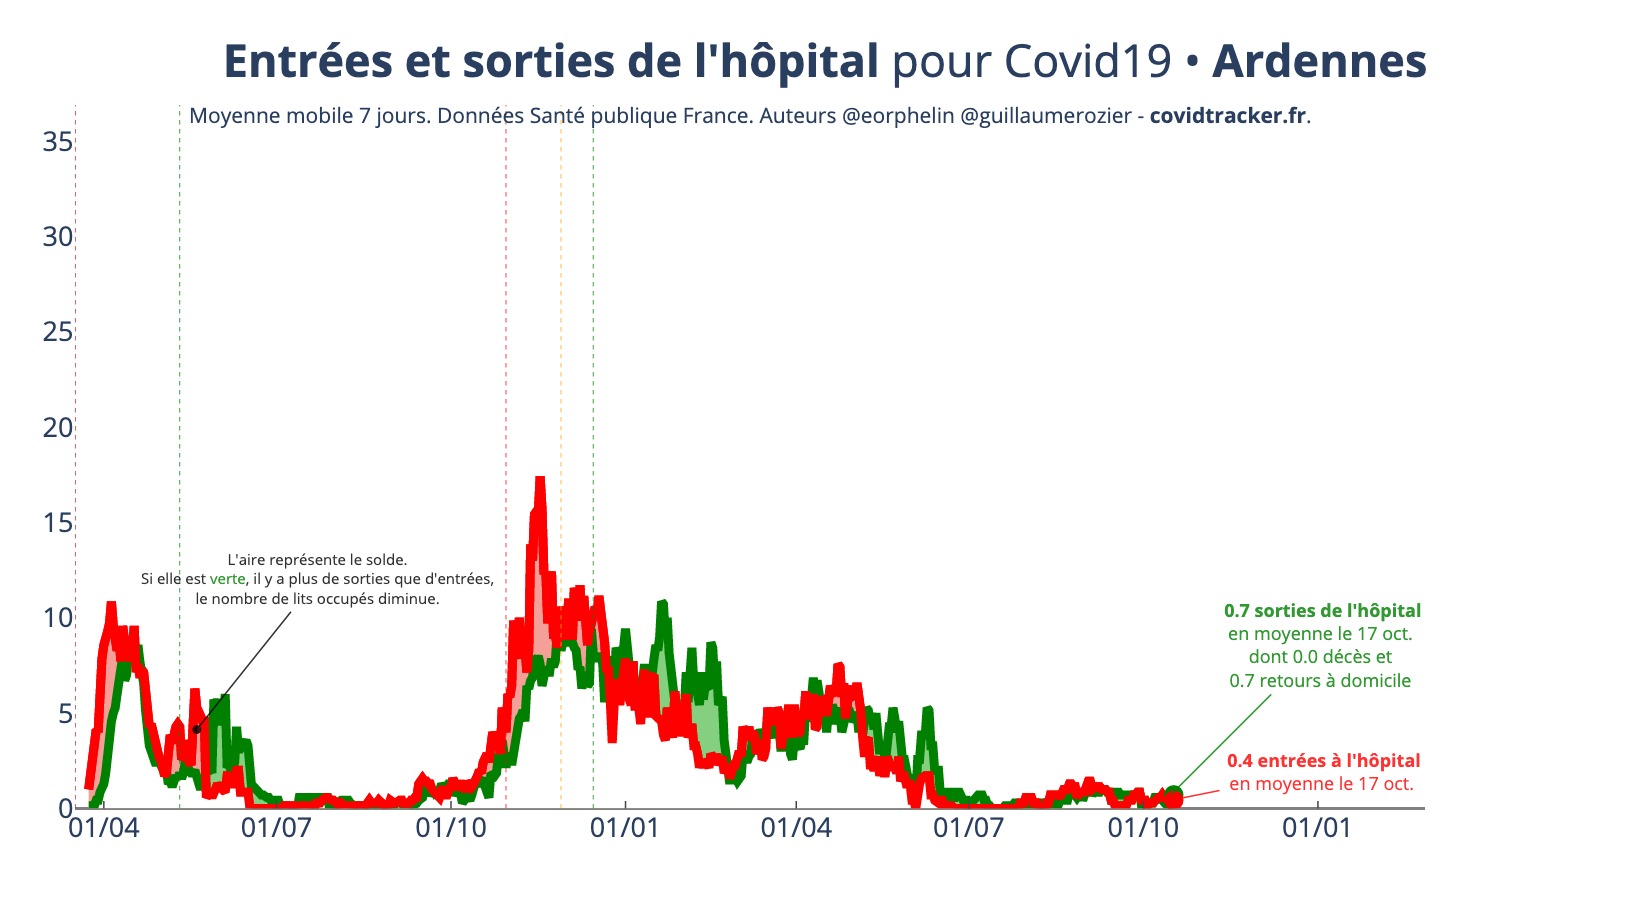 Entrées et sorties de l'hôpital pour Covid19 • Ardennes
Moyenne mobile 7 jours. Données Santé publique France. Auteurs @eorphelin @guillaumerozier - covidtracker.fr.
35
30
25
20
15
10
5
0
L'aire représente le solde.
Si elle est verte, il y a plus de sorties que d'entrées,
le nombre de lits occupés diminue.
0.7 sorties de l'hôpital
en moyenne le 17 oct.
dont 0.0 décès et
0.7 retours à domicile
0.4 entrées à l'hôpital
en moyenne le 17 oct.
01/04 01/07 01/10 01/01 01/04 01/07 01/10 01/01